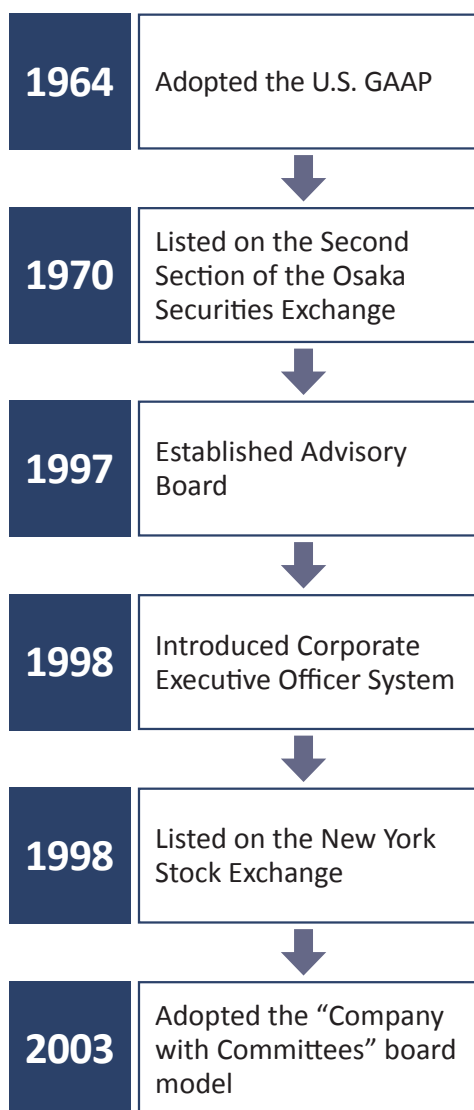 1964
Adopted the U.S. GAAP
1970
Listed on the Second
Section of the Osaka
Securities Exchange
1997
Established Advisory
Board
1998
Introduced Corporate
Executive Officer System
1998
Listed on the New York
Stock Exchange
2003
Adopted the “Company
with Committees” board
model